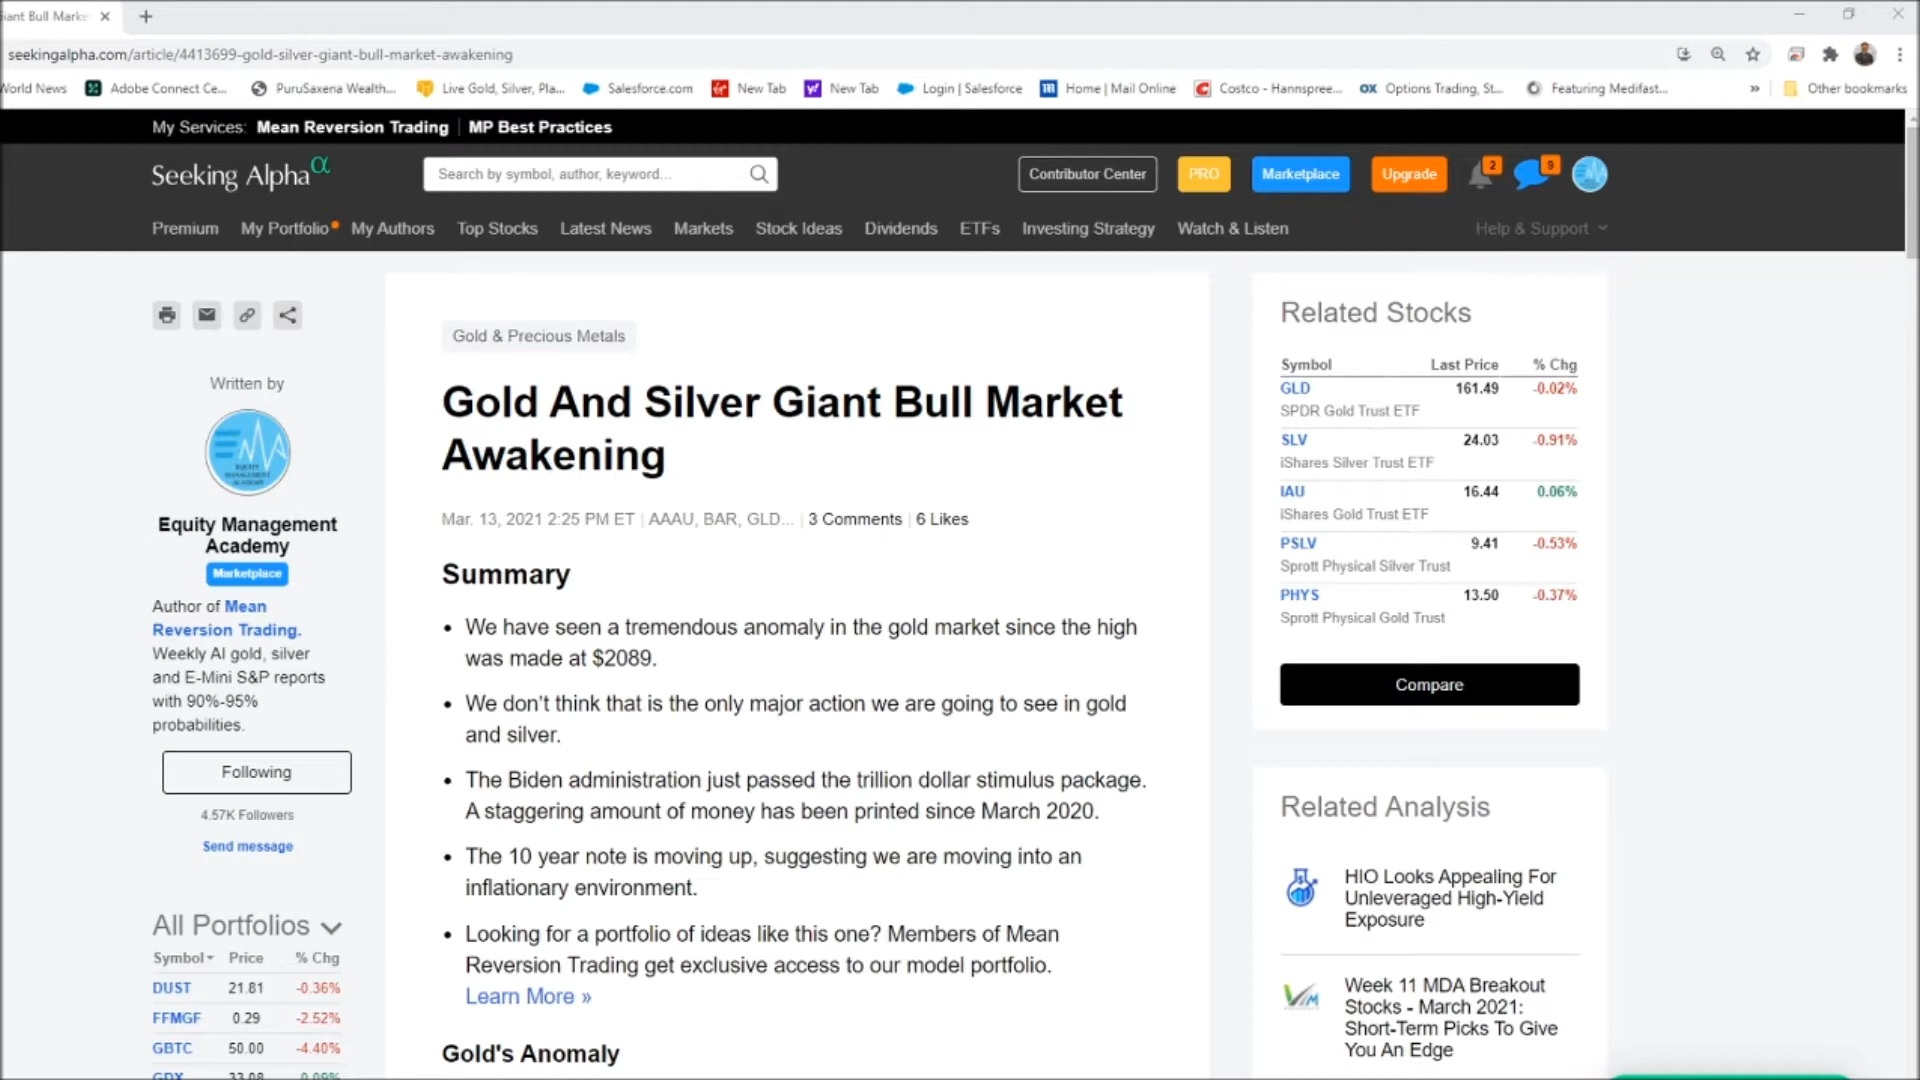 iant Bull Marke
seekingalpha.com/article/4413699-gold-silver-giant-bull-market-awakening
World News Adobe Connect Ce... PuruSaxena Wealth... Live Gold, Silver, Pla... Salesforce.com New Tab New Tab Login | Salesforce Home | Mail Online Costco - Hannspree... OX Options Trading, St... Featuring Medifast... » Other bookmarks
My Services: Mean Reversion Trading | MP Best Practices
Seeking Alpha α Search by symbol, author, keyword... Contributor Center PRO Marketplace Upgrade 2 9
Premium My Portfolio My Authors Top Stocks Latest News Markets Stock Ideas Dividends ETFs Investing Strategy Watch & Listen Help & Support
Written by
EQUITY
MANAGEMENT
ACADEMY
Equity Management
Academy
Marketplace
Author of Mean
Reversion Trading.
Weekly AI gold, silver
and E-Mini S&P reports
with 90%-95%
probabilities.
Following
4.57K Followers
Send message
All Portfolios
Symbol Price % Chg
DUST 21.81 -0.36%
FFMGF 0.29 -2.52%
GBTC 50.00 -4.40%
GDX 33.08 0.09%
Gold & Precious Metals
Gold And Silver Giant Bull Market
Awakening
Mar. 13, 2021 2:25 PM ET | AAAU, BAR, GLD... | 3 Comments | 6 Likes
Summary
• We have seen a tremendous anomaly in the gold market since the high
was made at $2089.
• We don't think that is the only major action we are going to see in gold
and silver.
• The Biden administration just passed the trillion dollar stimulus package.
A staggering amount of money has been printed since March 2020.
• The 10 year note is moving up, suggesting we are moving into an
inflationary environment.
• Looking for a portfolio of ideas like this one? Members of Mean
Reversion Trading get exclusive access to our model portfolio.
Learn More »
Gold's Anomaly
Related Stocks
Symbol Last Price % Chg
GLD 161.49 -0.02%
SPDR Gold Trust ETF
SLV 24.03 -0.91%
iShares Silver Trust ETF
IAU 16.44 0.06%
iShares Gold Trust ETF
PSLV 9.41 -0.53%
Sprott Physical Silver Trust
PHYS 13.50 -0.37%
Sprott Physical Gold Trust
Compare
Related Analysis
HIO Looks Appealing For
Unleveraged High-Yield
Exposure
Week 11 MDA Breakout
Stocks - March 2021:
Short-Term Picks To Give
You An Edge